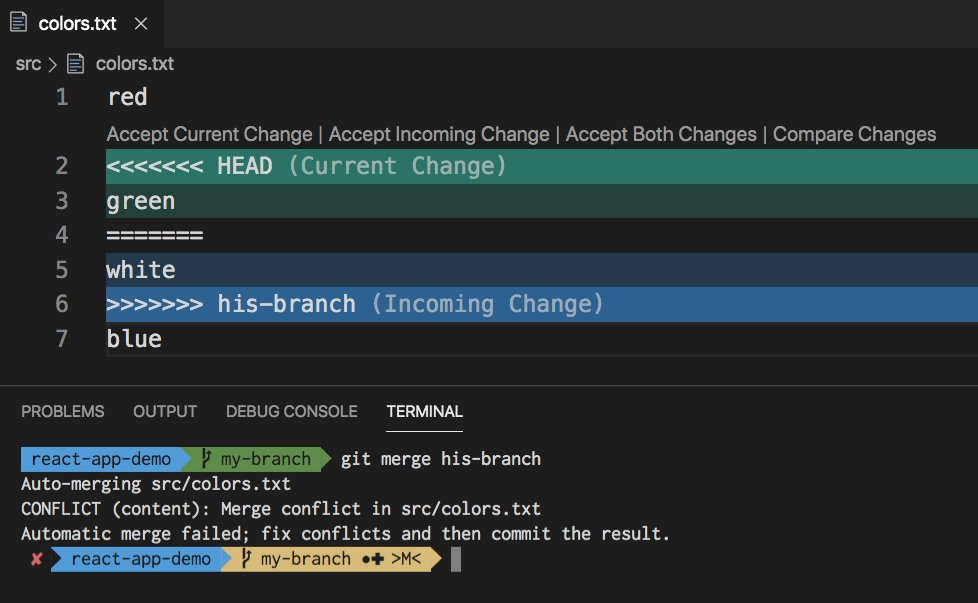 colors.txt ×
src > colors.txt
1 red
Accept Current Change | Accept Incoming Change | Accept Both Changes | Compare Changes
2 <<<<<<< HEAD (Current Change)
3 green
4 =======
5 white
6 >>>>>>> his-branch (Incoming Change)
7 blue
PROBLEMS OUTPUT DEBUG CONSOLE TERMINAL
react-app-demo my-branch git merge his-branch
Auto-merging src/colors.txt
CONFLICT (content): Merge conflict in src/colors.txt
Automatic merge failed; fix conflicts and then commit the result.
✘ react-app-demo my-branch ●✚ >M<